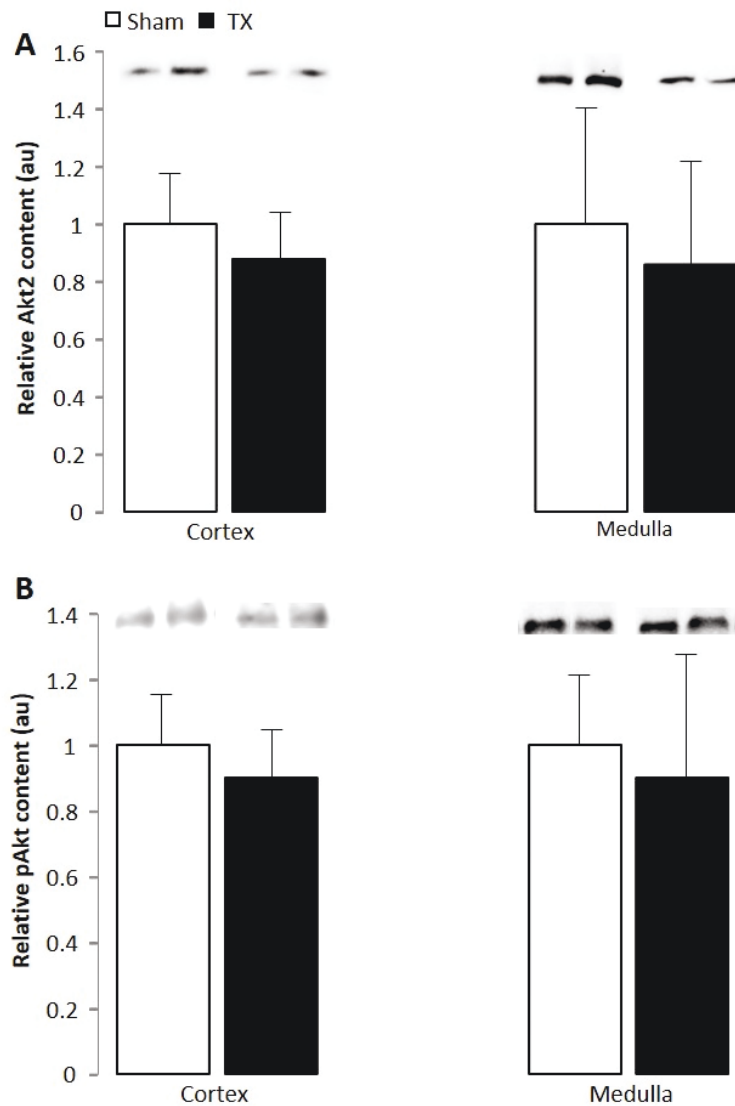 Sham TX
A
Relative Akt2 content (au)
1.6
1.4
1.2
1
0.8
0.6
0.4
0.2
0
Cortex Medulla
B
Relative pAkt content (au)
1.4
1.2
1
0.8
0.6
0.4
0.2
0
Cortex Medulla